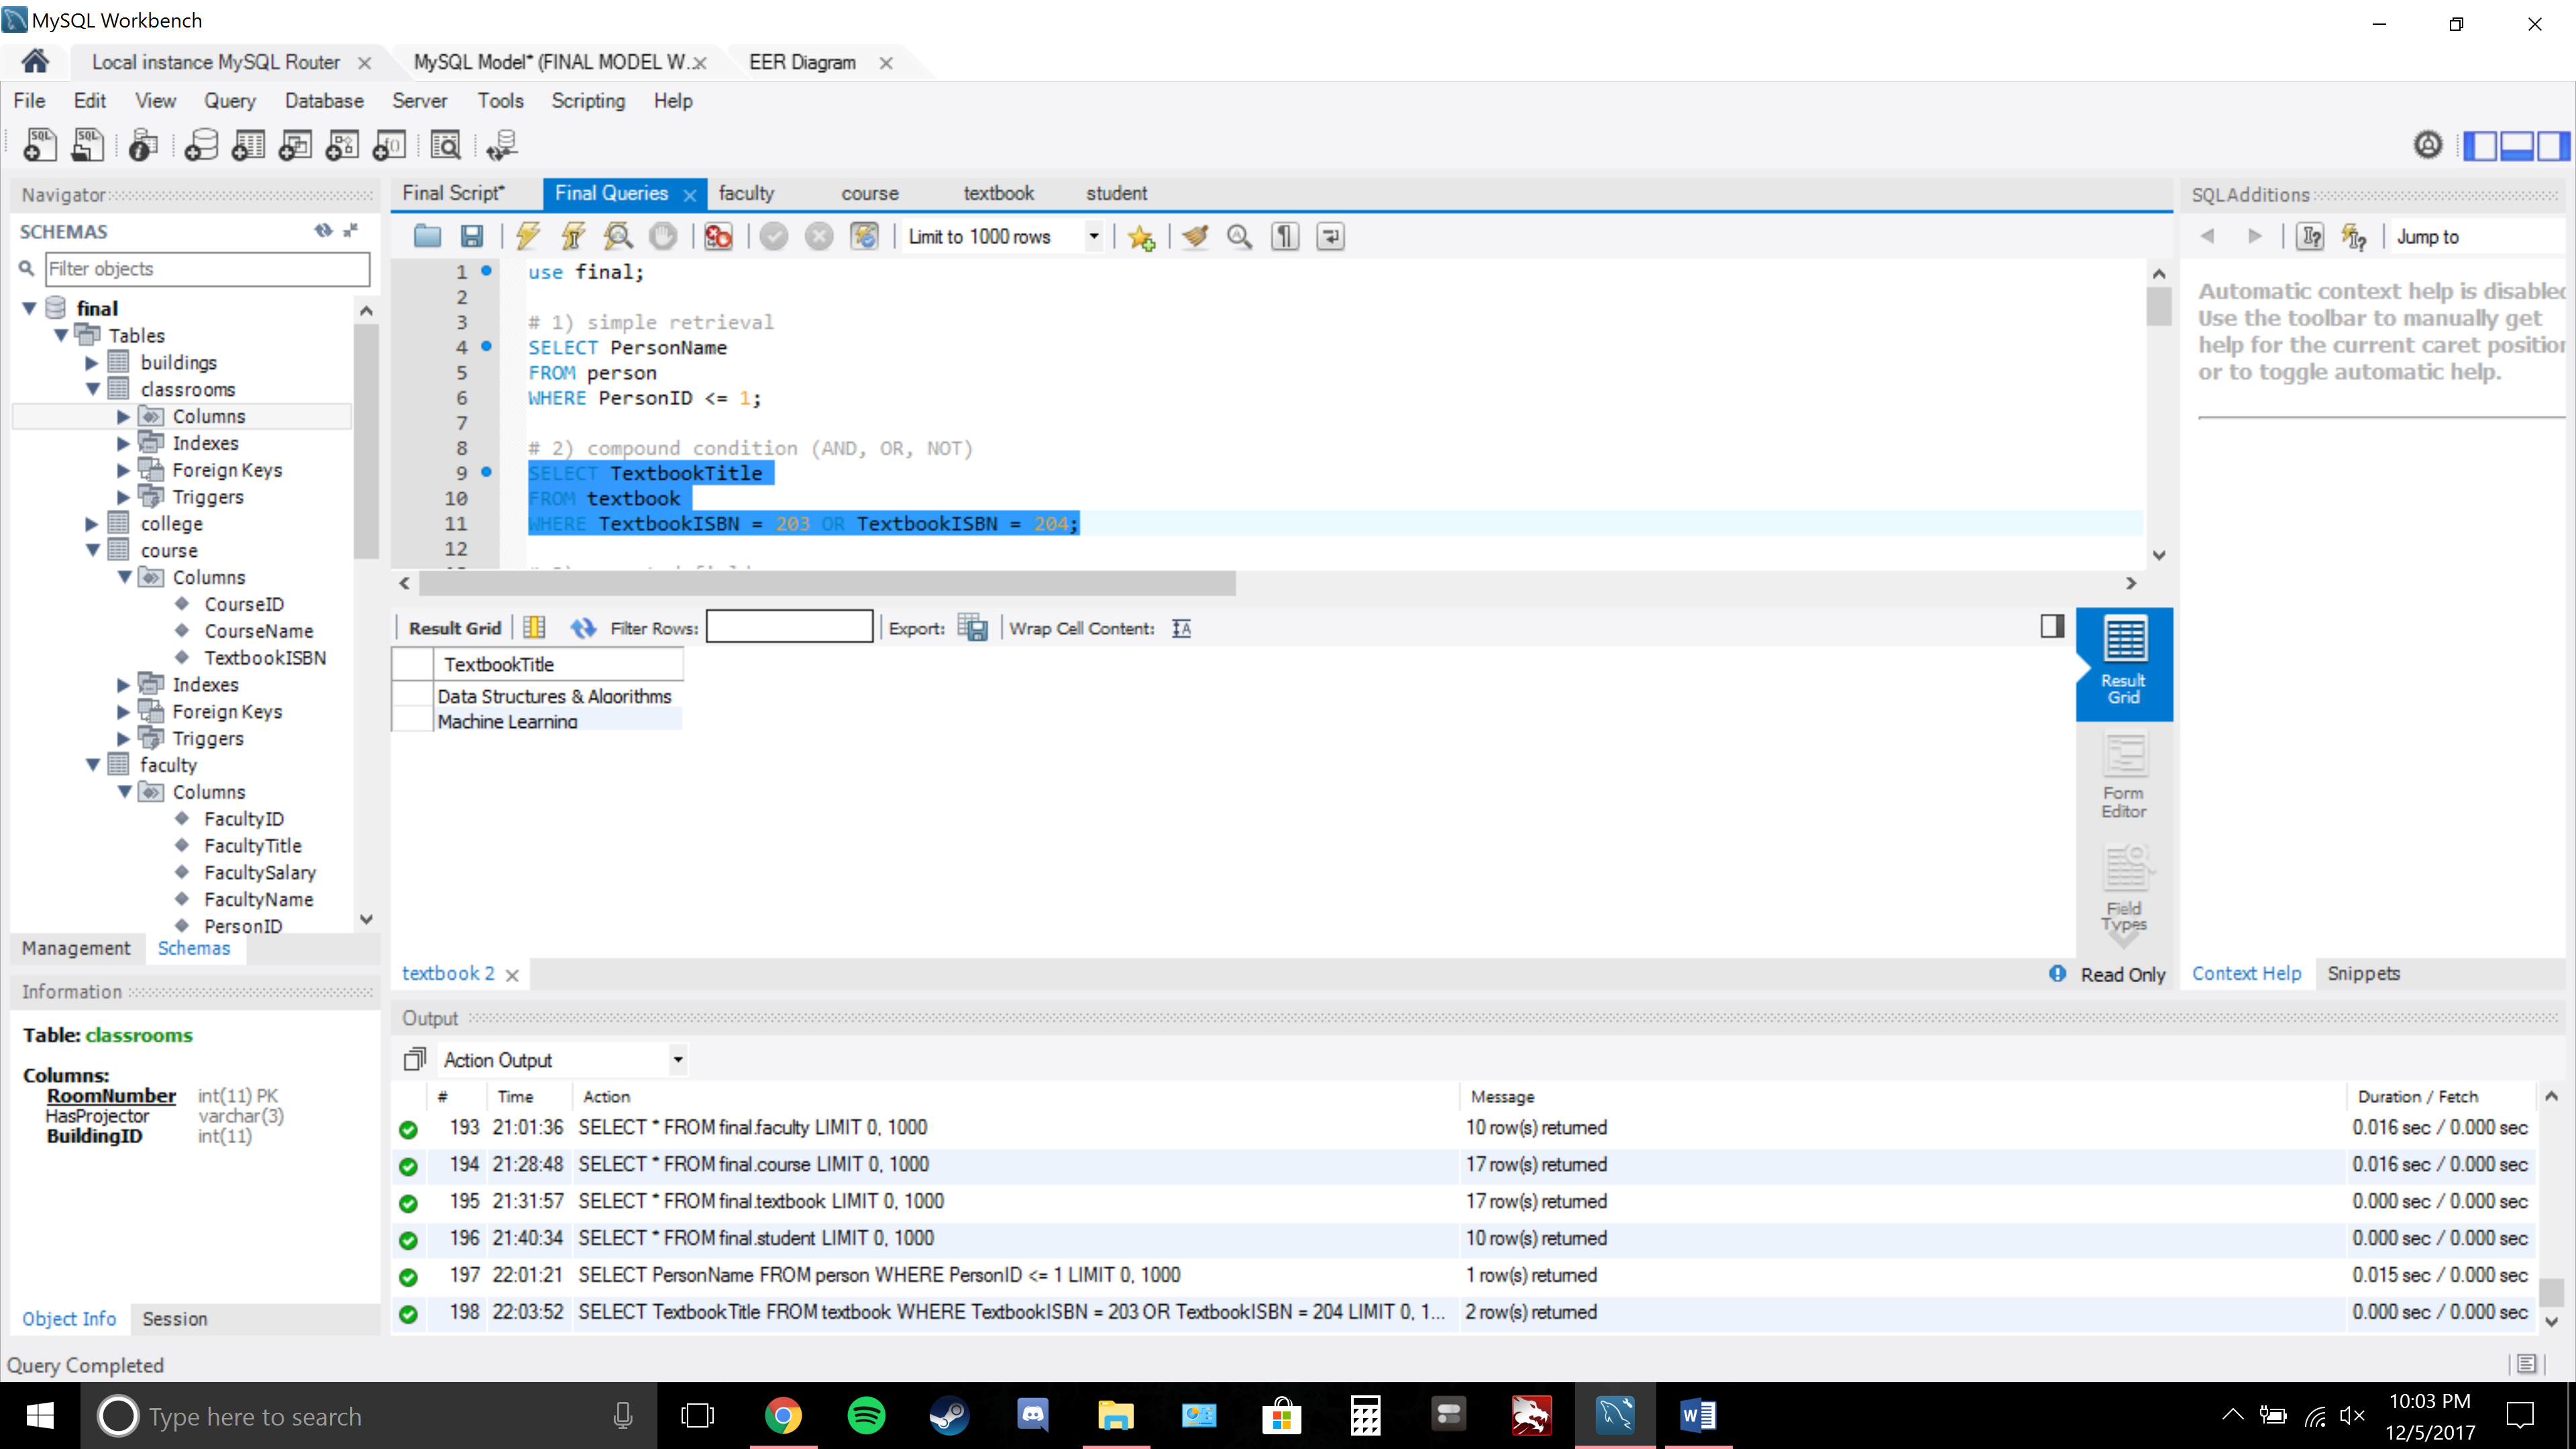 MySQL Workbench
Local instance MySQL Router
MySQL Model* (FINAL MODEL W...
EER Diagram
File Edit View Query Database Server Tools Scripting Help
Navigator
SCHEMAS
Filter objects
final
Tables
buildings
classrooms
Columns
Indexes
Foreign Keys
Triggers
college
course
Columns
CourseID
CourseName
TextbookISBN
Indexes
Foreign Keys
Triggers
faculty
Columns
FacultyID
FacultyTitle
FacultySalary
FacultyName
PersonID
Management Schemas
Information
Table: classrooms
Columns:
RoomNumber int(11) PK
HasProjector varchar(3)
BuildingID int(11)
Object Info Session
Query Completed
Final Script* Final Queries faculty course textbook student
Limit to 1000 rows
1 use final;
2
3 # 1) simple retrieval
4 SELECT PersonName
5 FROM person
6 WHERE PersonID <= 1;
7
8 # 2) compound condition (AND, OR, NOT)
9 SELECT TextbookTitle
10 FROM textbook
11 WHERE TextbookISBN = 203 OR TextbookISBN = 204;
12
Result Grid Filter Rows: Export: Wrap Cell Content:
TextbookTitle
Data Structures & Algorithms
Machine Learning
Result
Grid
Form
Editor
Field
Types
textbook 2
Read Only
SQLAdditions
Jump to
Automatic context help is disabled
Use the toolbar to manually get
help for the current caret position
or to toggle automatic help.
Context Help Snippets
Output
Action Output
# Time Action Message Duration / Fetch
193 21:01:36 SELECT * FROM final.faculty LIMIT 0, 1000 10 row(s) returned 0.016 sec / 0.000 sec
194 21:28:48 SELECT * FROM final.course LIMIT 0, 1000 17 row(s) returned 0.016 sec / 0.000 sec
195 21:31:57 SELECT * FROM final.textbook LIMIT 0, 1000 17 row(s) returned 0.000 sec / 0.000 sec
196 21:40:34 SELECT * FROM final.student LIMIT 0, 1000 10 row(s) returned 0.000 sec / 0.000 sec
197 22:01:21 SELECT PersonName FROM person WHERE PersonID <= 1 LIMIT 0, 1000 1 row(s) returned 0.015 sec / 0.000 sec
198 22:03:52 SELECT TextbookTitle FROM textbook WHERE TextbookISBN = 203 OR TextbookISBN = 204 LIMIT 0, 1... 2 row(s) returned 0.000 sec / 0.000 sec
Type here to search
10:03 PM
12/5/2017